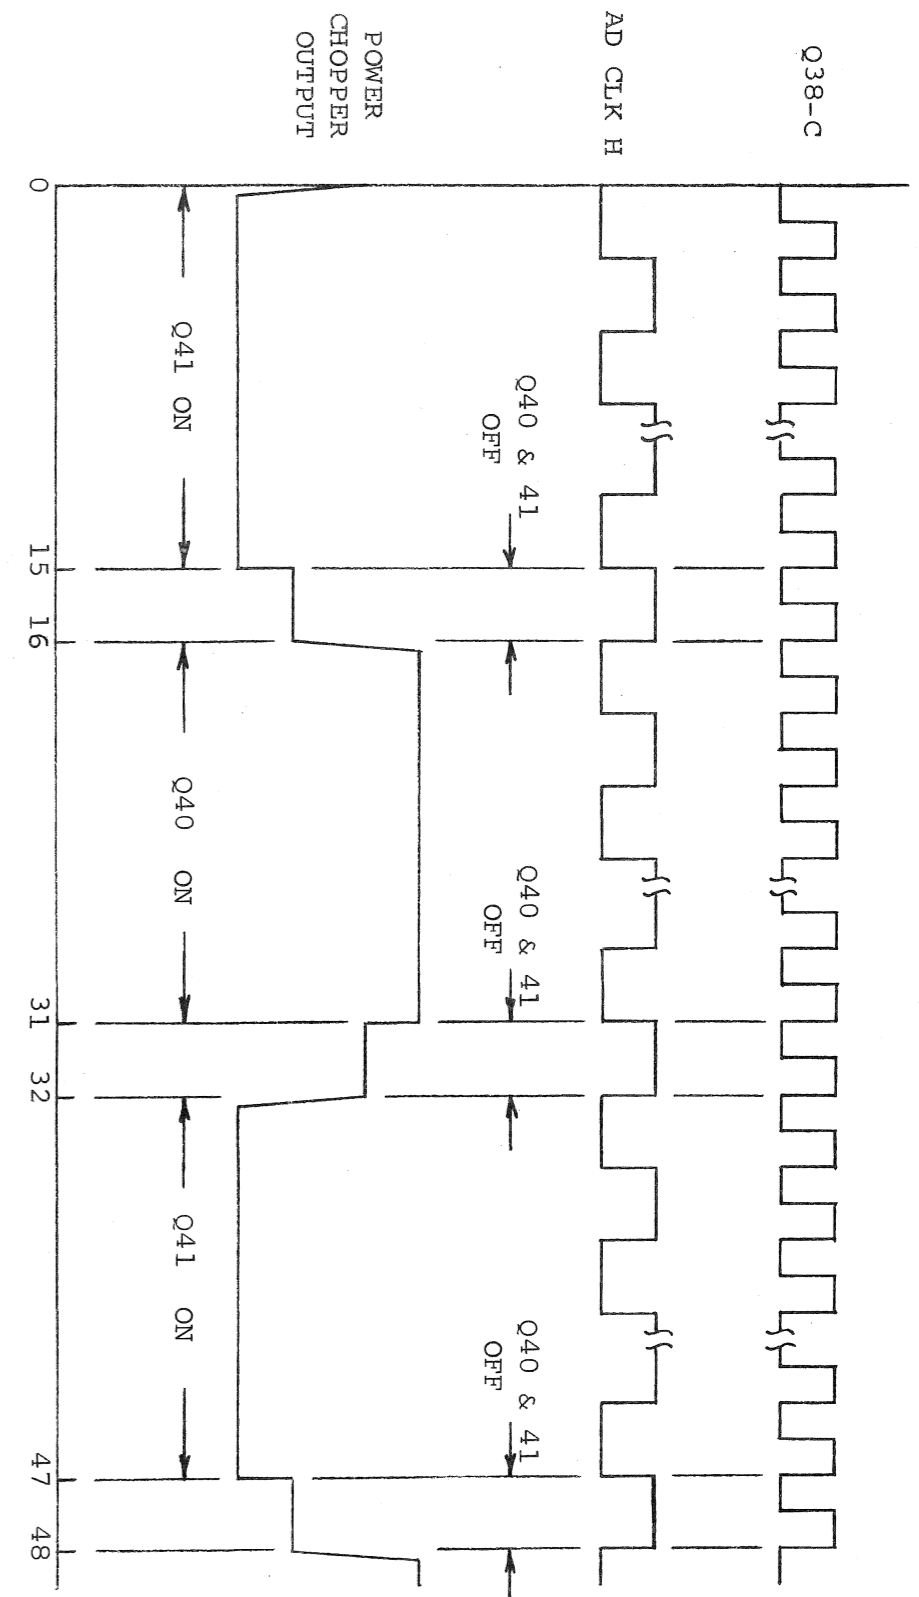 Q38-C
AD CLK H
Q40 & 41
OFF
Q40 & 41
OFF
Q40 & 41
OFF
POWER
CHOPPER
OUTPUT
Q41 ON
Q40 ON
Q41 ON
0
15
16
31
32
47
48